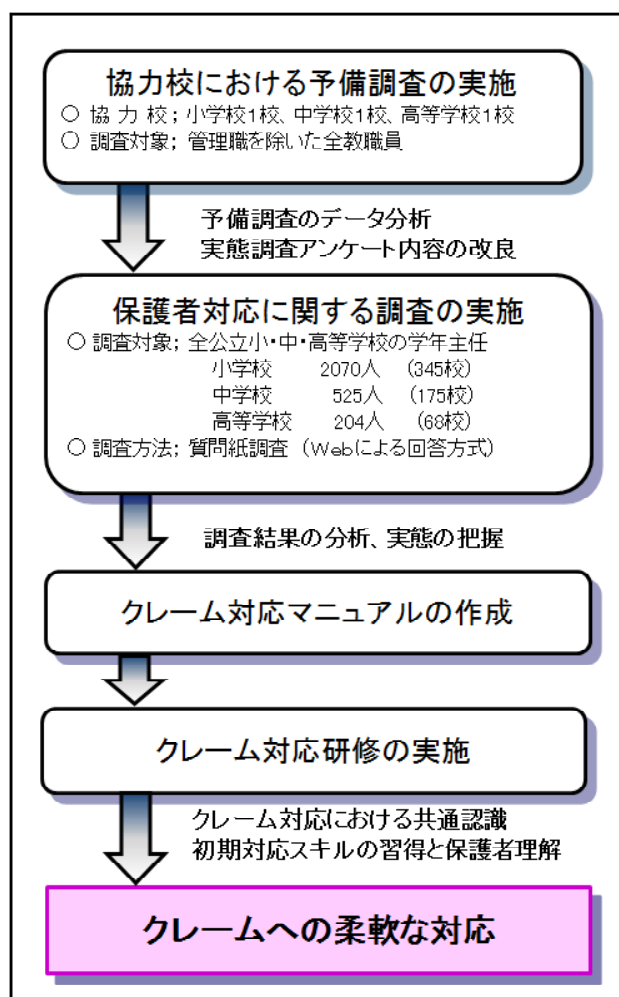 協力校における予備調査の実施
○ 協 力 校; 小学校1校、中学校1校、高等学校1校
○ 調査対象; 管理職を除いた全教職員
予備調査のデータ分析
実態調査アンケート内容の改良
保護者対応に関する調査の実施
○ 調査対象; 全公立小・中・高等学校の学年主任
小学校 2070人 (345校)
中学校 525人 (175校)
高等学校 204人 (68校)
○ 調査方法; 質問紙調査 (Webによる回答方式)
調査結果の分析、実態の把握
クレーム対応マニュアルの作成
クレーム対応研修の実施
クレーム対応における共通認識
初期対応スキルの習得と保護者理解
クレームへの柔軟な対応